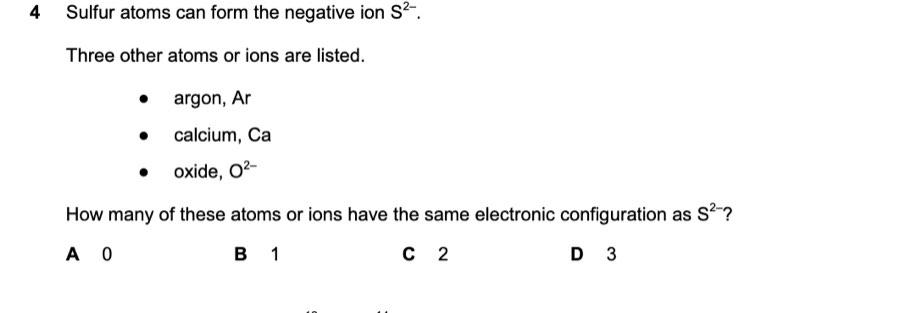 4 Sulfur atoms can form the negative ion S²⁻.
Three other atoms or ions are listed.
• argon, Ar
• calcium, Ca
• oxide, O²⁻
How many of these atoms or ions have the same electronic configuration as S²⁻?
A 0 B 1 C 2 D 3